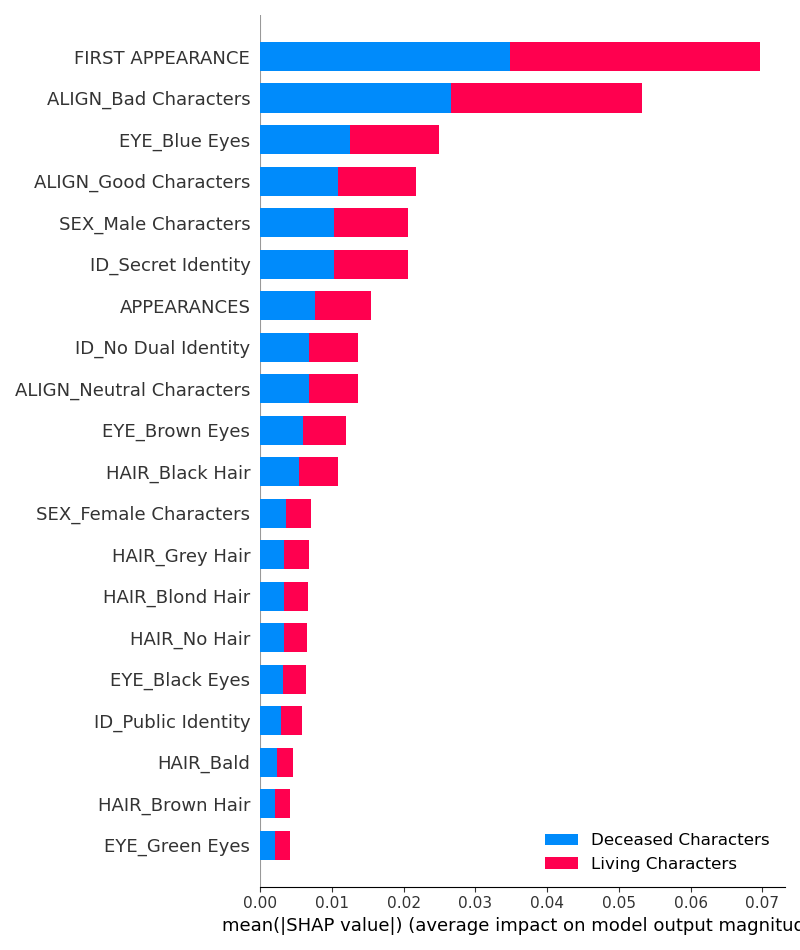 FIRST APPEARANCE
ALIGN_Bad Characters
EYE_Blue Eyes
ALIGN_Good Characters
SEX_Male Characters
ID_Secret Identity
APPEARANCES
ID_No Dual Identity
ALIGN_Neutral Characters
EYE_Brown Eyes
HAIR_Black Hair
SEX_Female Characters
HAIR_Grey Hair
HAIR_Blond Hair
HAIR_No Hair
EYE_Black Eyes
ID_Public Identity
HAIR_Bald
HAIR_Brown Hair
EYE_Green Eyes
Deceased Characters
Living Characters
0.00 0.01 0.02 0.03 0.04 0.05 0.06 0.07
mean(|SHAP value|) (average impact on model output magnitud